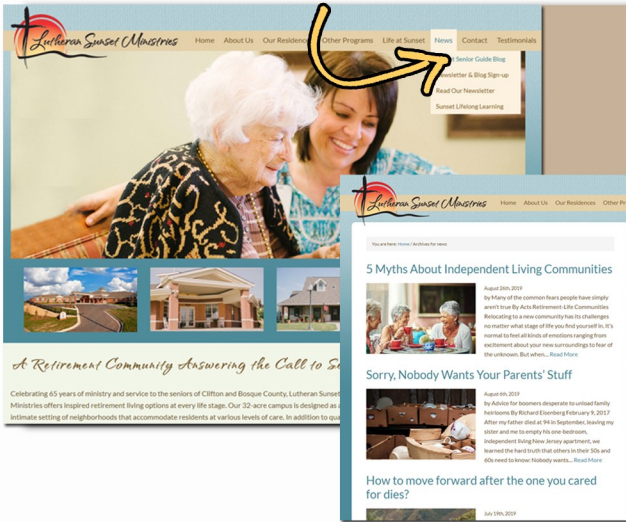 Lutheran Sunset Ministries
Home About Us Our Residences Other Programs Life at Sunset News Contact Testimonials
Senior Guide Blog
Newsletter & Blog Sign-up
Read Our Newsletter
Sunset Lifelong Learning
A Retirement Community Answering the Call to
Celebrating 65 years of ministry and service to the seniors of Clifton and Bosque County, Lutheran Sunset
Ministries offers inspired retirement living options at every life stage. Our 32-acre campus is designed as
intimate setting of neighborhoods that accommodate residents at various levels of care. In addition to
Lutheran Sunset Ministries
Home About Us Our Residences Other
You are here: Home / Archives for news
5 Myths About Independent Living Communities
August 26th, 2019
by Many of the common fears people have simply
aren't true By Acts Retirement-Life Communities
Relocating to a new community has its challenges
no matter what stage of life you find yourself in. It's
normal to feel all kinds of emotions ranging from
excitement about your new surroundings to fear of
the unknown. But when... Read More
Sorry, Nobody Wants Your Parents' Stuff
August 6th, 2019
by Advice for boomers desperate to unload family
heirlooms By Richard Eisenberg February 9, 2017
After my father died at 94 in September, leaving my
sister and me to empty his one-bedroom,
independent living New Jersey apartment, we
learned the hard truth that others in their 50s and
60s need to know: Nobody wants... Read More
How to move forward after the one you cared
for dies?
July 19th, 2019